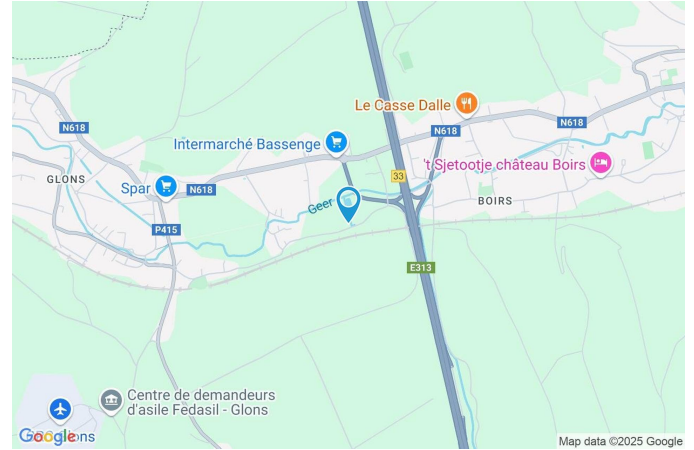 Le Casse Dalle
N618
N618
N618
Intermarché Bassenge
't Sjetootje château Boirs
33
GLONS
Spar
N618
Geer
BOIRS
P415
E313
Centre de demandeurs
d'asile Fedasil - Glons
Google
Map data ©2025 Google